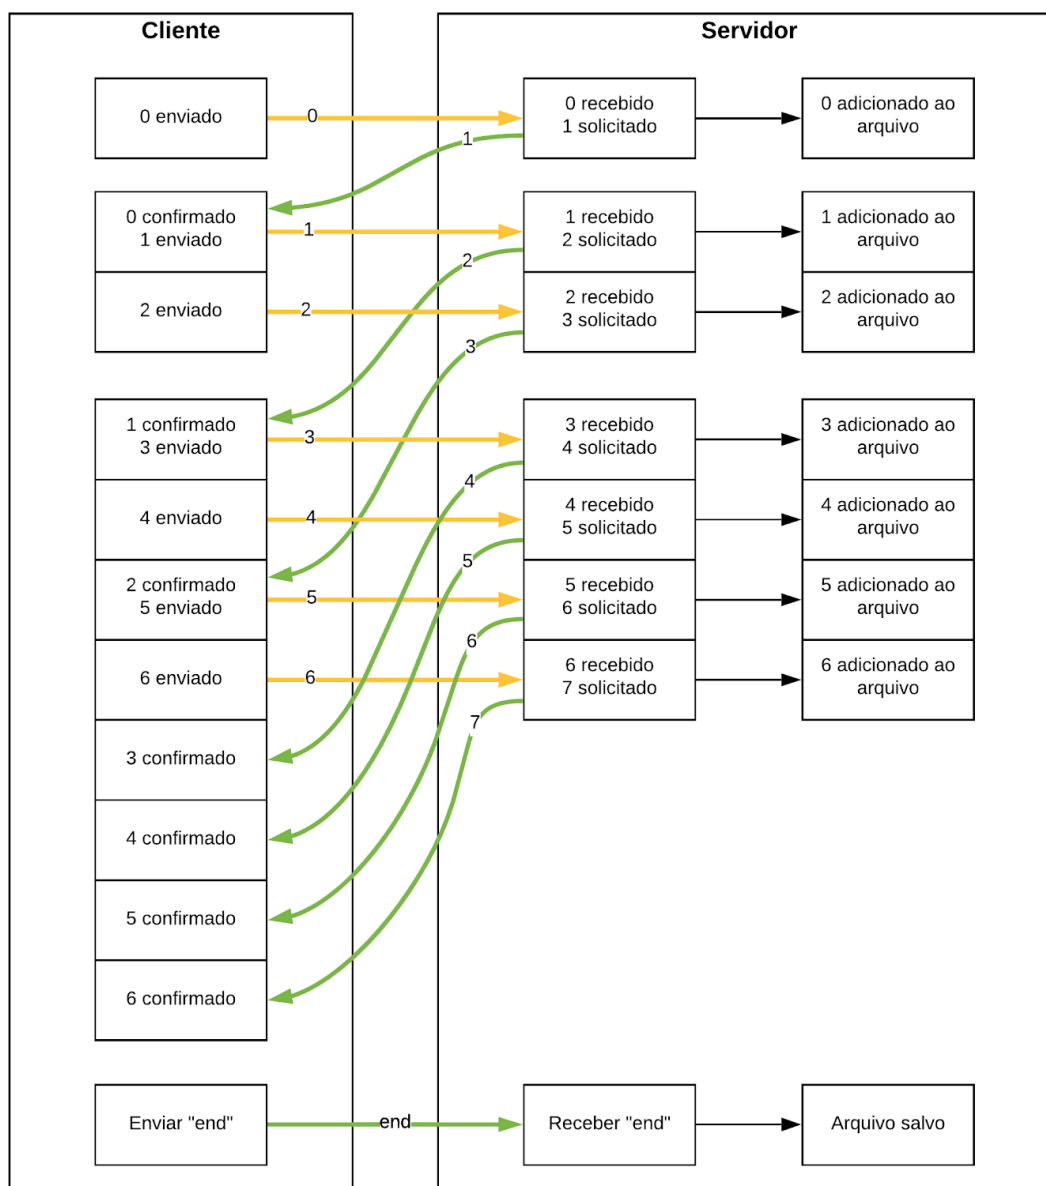 Cliente
Servidor
0 enviado
0
0 recebido
1 solicitado
0 adicionado ao
arquivo
1
0 confirmado
1 enviado
1
1 recebido
2 solicitado
1 adicionado ao
arquivo
2
2 enviado
2
2 recebido
3 solicitado
2 adicionado ao
arquivo
3
1 confirmado
3 enviado
3
3 recebido
4 solicitado
3 adicionado ao
arquivo
4
4 enviado
4
4 recebido
5 solicitado
4 adicionado ao
arquivo
5
2 confirmado
5 enviado
5
5 recebido
6 solicitado
5 adicionado ao
arquivo
6
6 enviado
6
6 recebido
7 solicitado
6 adicionado ao
arquivo
7
3 confirmado
4 confirmado
5 confirmado
6 confirmado
Enviar "end"
end
Receber "end"
Arquivo salvo